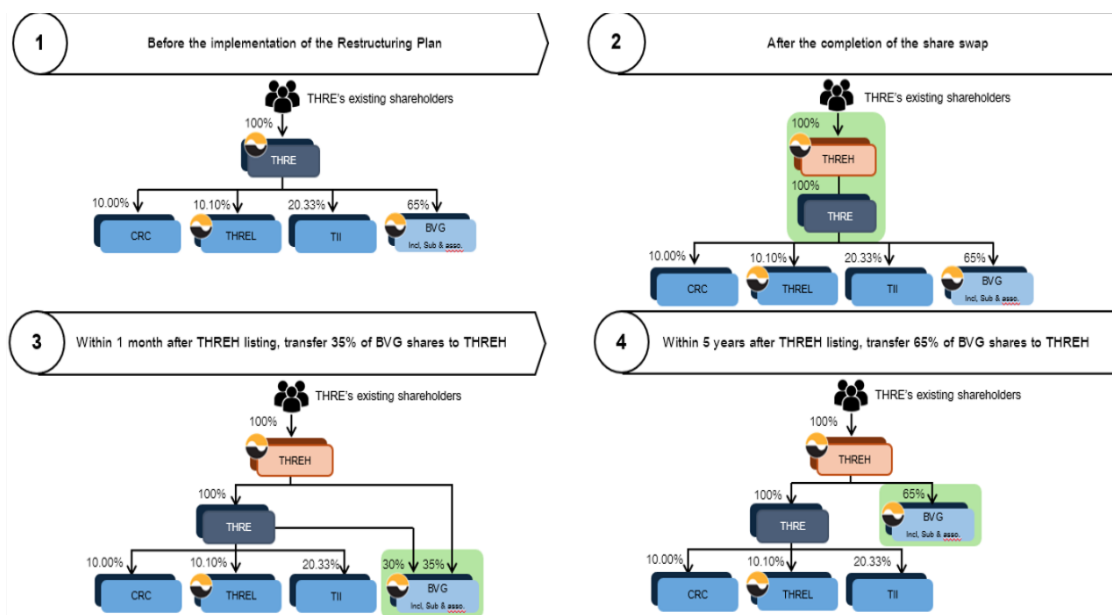 1
Before the implementation of the Restructuring Plan
THRE's existing shareholders
100%
THRE
10.00%
10.10%
20.33%
65%
CRC
THREL
TII
BVG
Incl, Sub & asso.
2
After the completion of the share swap
THRE's existing shareholders
100%
THREH
100%
THRE
10.00%
10.10%
20.33%
65%
CRC
THREL
TII
BVG
Incl, Sub & asso.
3
Within 1 month after THREH listing, transfer 35% of BVG shares to THREH
THRE's existing shareholders
100%
THREH
100%
THRE
10.00%
10.10%
20.33%
30%
35%
CRC
THREL
TII
BVG
Incl, Sub & asso.
4
Within 5 years after THREH listing, transfer 65% of BVG shares to THREH
THRE's existing shareholders
100%
THREH
100%
65%
THRE
BVG
Incl, Sub & asso.
10.00%
10.10%
20.33%
CRC
THREL
TII